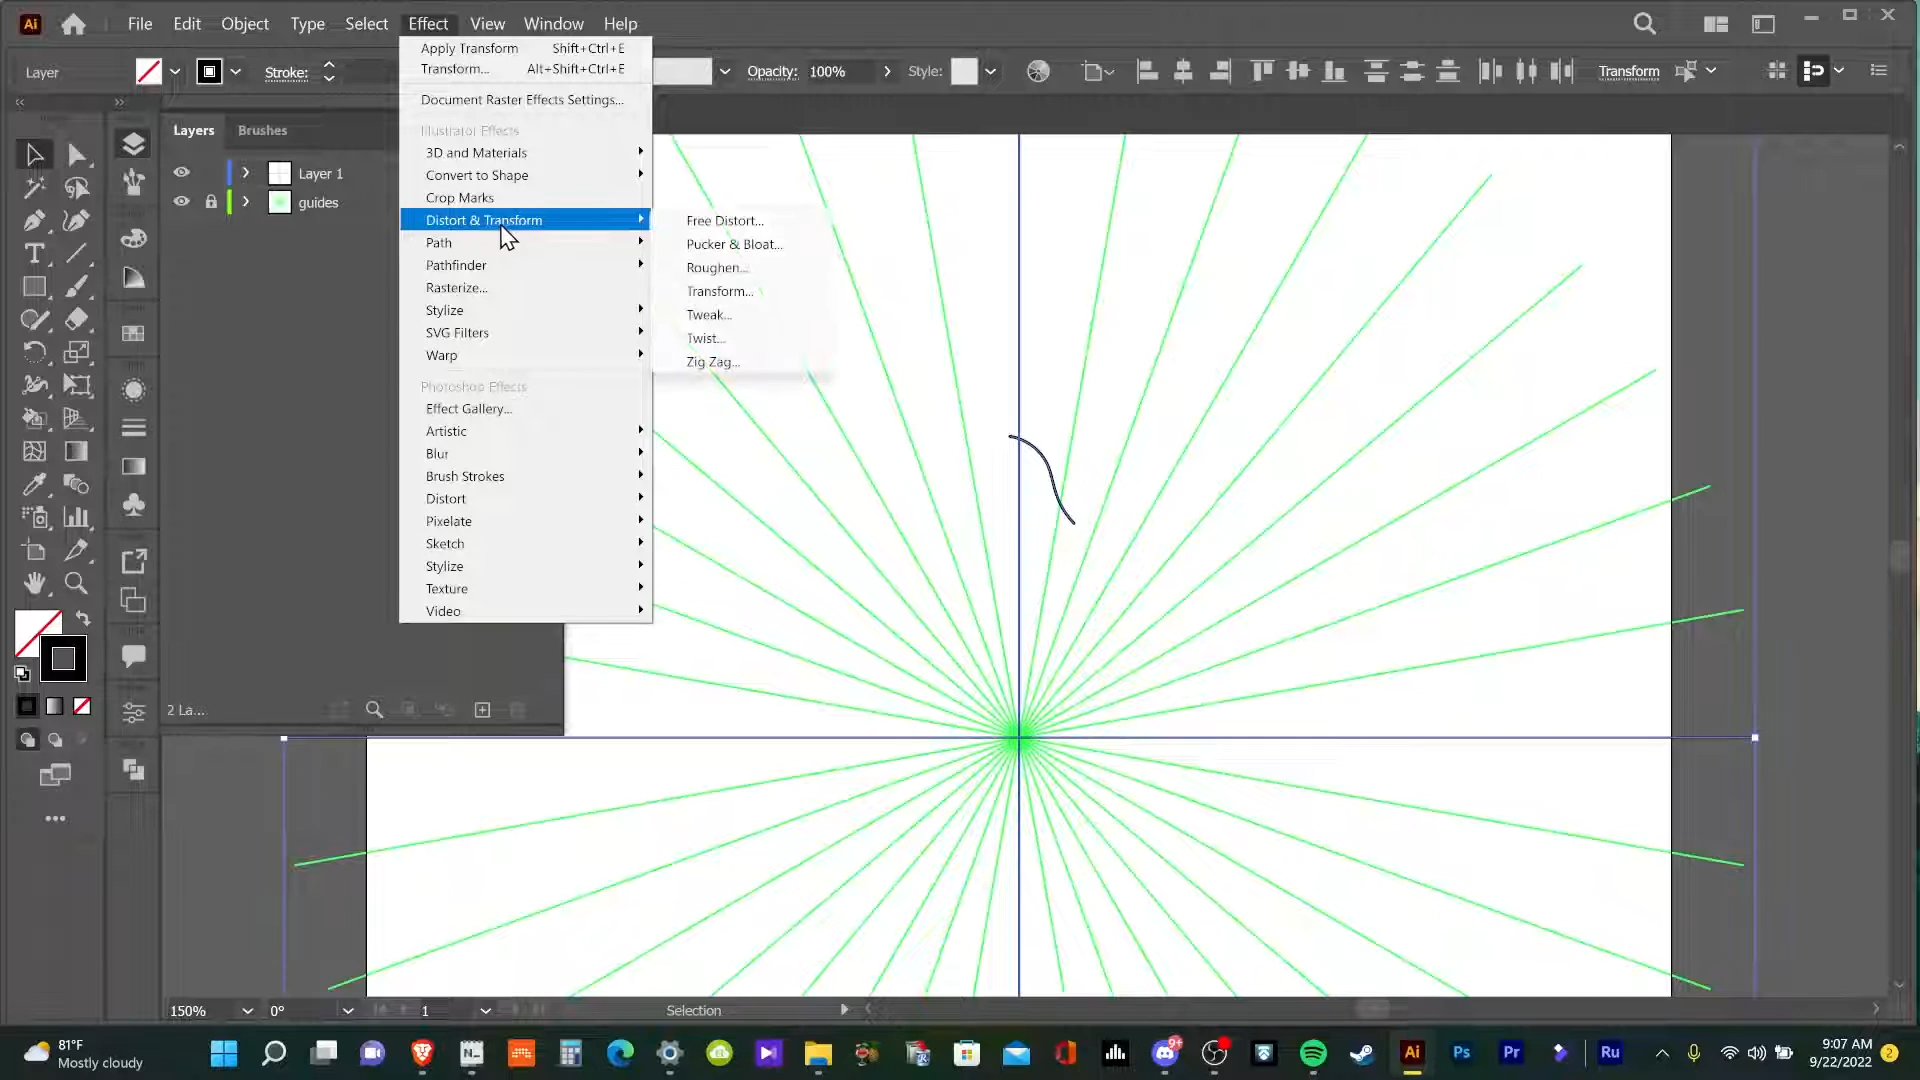 Ai File Edit Object Type Select Effect View Window Help
Layer Stroke: Opacity: 100% Style: Transform
Apply Transform Shift+Ctrl+E
Transform... Alt+Shift+Ctrl+E
Document Raster Effects Settings...
Illustrator Effects
3D and Materials
Convert to Shape
Crop Marks
Distort & Transform
Path
Pathfinder
Rasterize...
Stylize
SVG Filters
Warp
Photoshop Effects
Effect Gallery...
Artistic
Blur
Brush Strokes
Distort
Pixelate
Sketch
Stylize
Texture
Video
Free Distort...
Pucker & Bloat...
Roughen...
Transform...
Tweak...
Twist...
Zig Zag...
Layers Brushes
Layer 1
guides
2 La...
150% 0° 1 Selection
81°F
Mostly cloudy
9+
Ai Ps Pr Ru
9:07 AM
9/22/2022
2